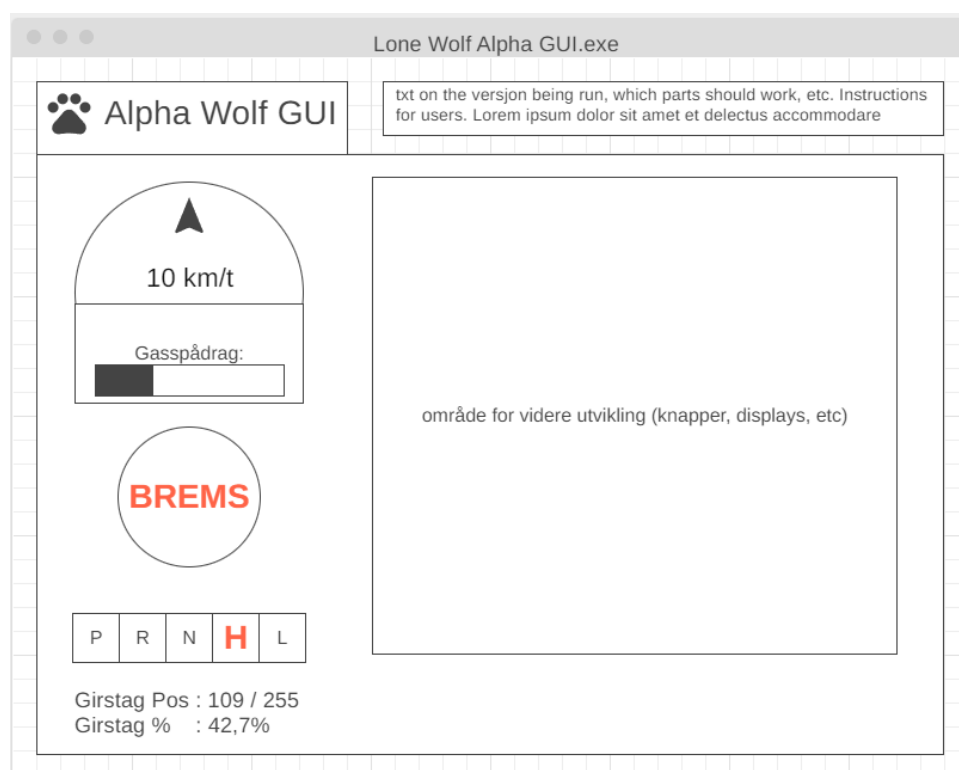 Lone Wolf Alpha GUI.exe
Alpha Wolf GUI
txt on the versjon being run, which parts should work, etc. Instructions
for users. Lorem ipsum dolor sit amet et delectus accommodare
10 km/t
Gasspådrag:
BREMS
P R N H L
Girstag Pos : 109 / 255
Girstag % : 42,7%
område for videre utvikling (knapper, displays, etc)